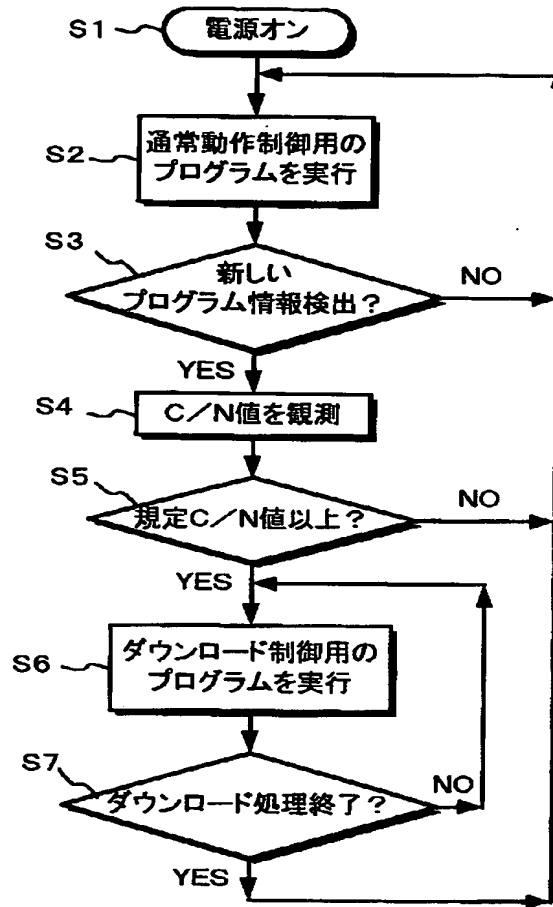 S1
電源オン
S2
通常動作制御用の
プログラムを実行
S3
新しい
プログラム情報検出？
NO
YES
S4
C／N値を観測
S5
規定C／N値以上？
NO
YES
S6
ダウンロード制御用の
プログラムを実行
S7
ダウンロード処理終了？
NO
YES